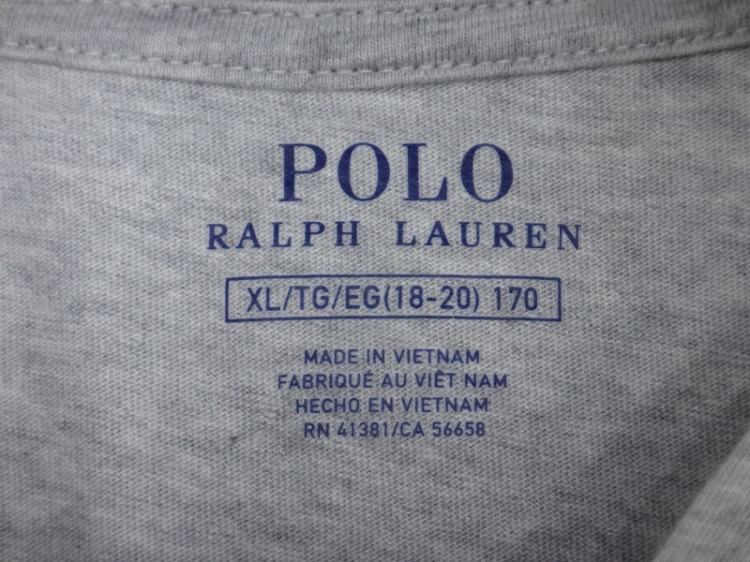 POLO
RALPH LAUREN
XL/TG/EG(18-20) 170
MADE IN VIETNAM
FABRIQUÉ AU VIÊT NAM
HECHO EN VIETNAM
RN 41381/CA 56658